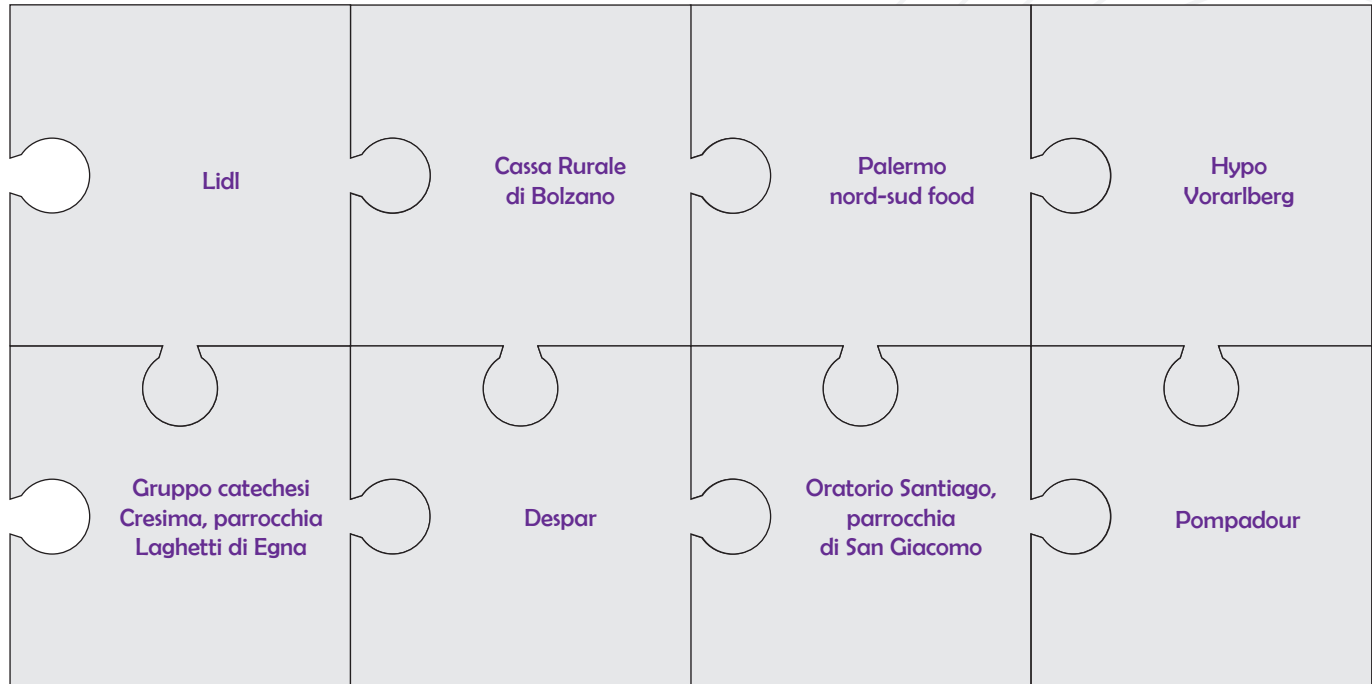 Lidl
Cassa Rurale
di Bolzano
Palermo
nord-sud food
Hypo
Vorarlberg
Gruppo catechesi
Cresima, parrocchia
Laghetti di Egna
Despar
Oratorio Santiago,
parrocchia
di San Giacomo
Pompadour